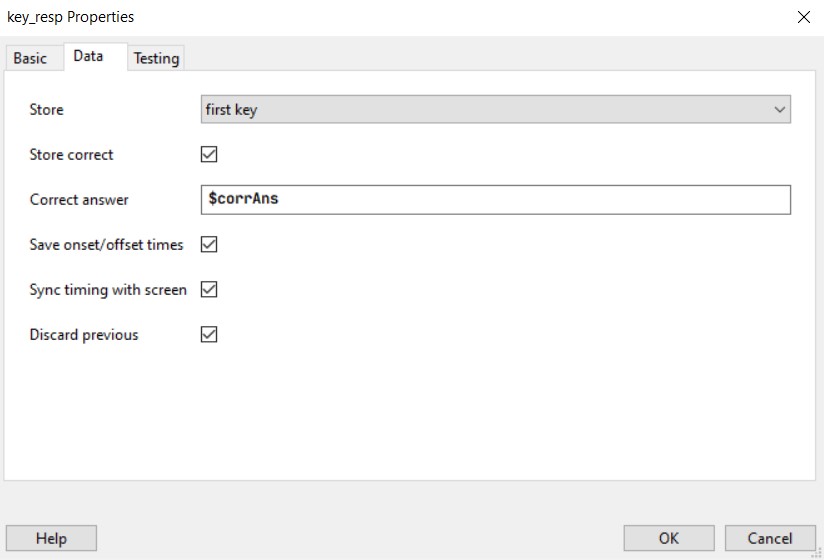 key_resp Properties
Basic
Data
Testing
Store
first key
Store correct
Correct answer
$corrAns
Save onset/offset times
Sync timing with screen
Discard previous
Help
OK
Cancel